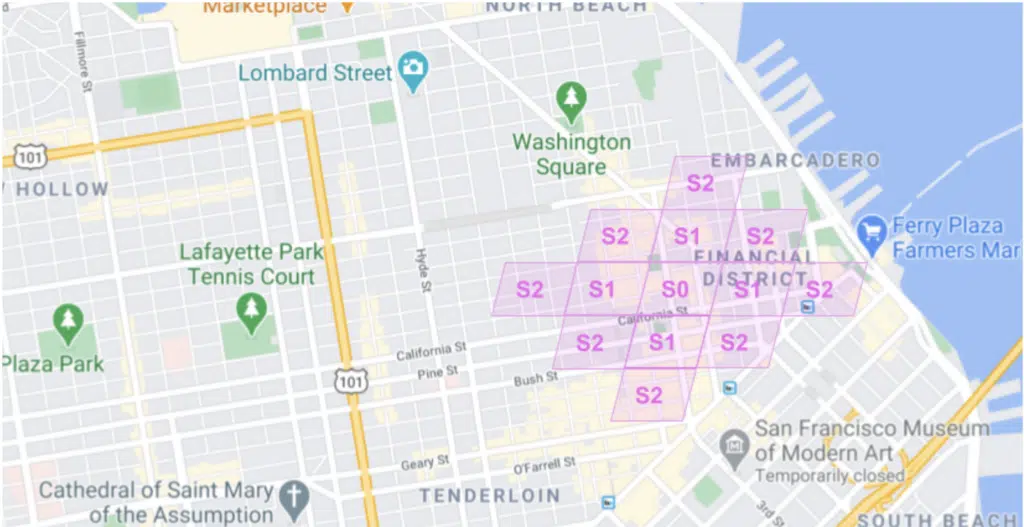 Marketplace
NORTH BEACH
Fillmore St
Lombard Street
Washington
Square
101
HOLLOW
EMBARCADERO
S2
Lafayette Park
Tennis Court
Hyde St
S2
S1
S2
Ferry Plaza
Farmers Mar
FINANCIAL
DISTRICT
S2
S1
S0
S1
S2
California St
Plaza Park
California St
S2
S1
S2
Pine St
Bush St
101
S2
San Francisco Museum
of Modern Art
Temporarily closed
Geary St
O'Farrell St
Cathedral of Saint Mary
of the Assumption
TENDERLOIN
3rd St
SOUTH BEACH